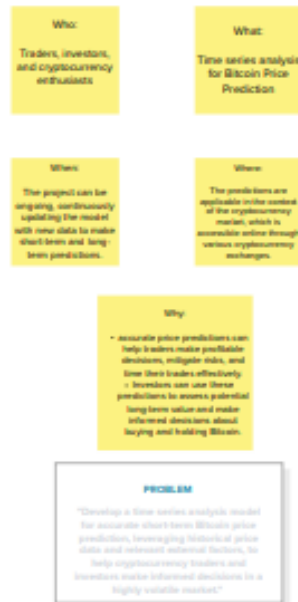 Who:
Traders, investors,
and cryptocurrency
enthusiasts
What:
Time series analysis
for Bitcoin Price
Prediction
When:
The project can be
ongoing, continuously
updating the model
with new data to make
short-term and long-
term predictions.
Where:
The predictions are
applicable in the context
of the cryptocurrency
market, which is
accessible online through
various cryptocurrency
exchanges.
Why:
• accurate price predictions can
help traders make profitable
decisions, mitigate risks, and
time their trades effectively.
• Investors can use these
predictions to assess potential
long-term value and make
informed decisions about
buying and holding Bitcoin.
PROBLEM
"Develop a time series analysis model
for accurate short-term Bitcoin price
prediction, leveraging historical price
data and relevant external factors, to
help cryptocurrency traders and
investors make informed decisions in a
highly volatile market."